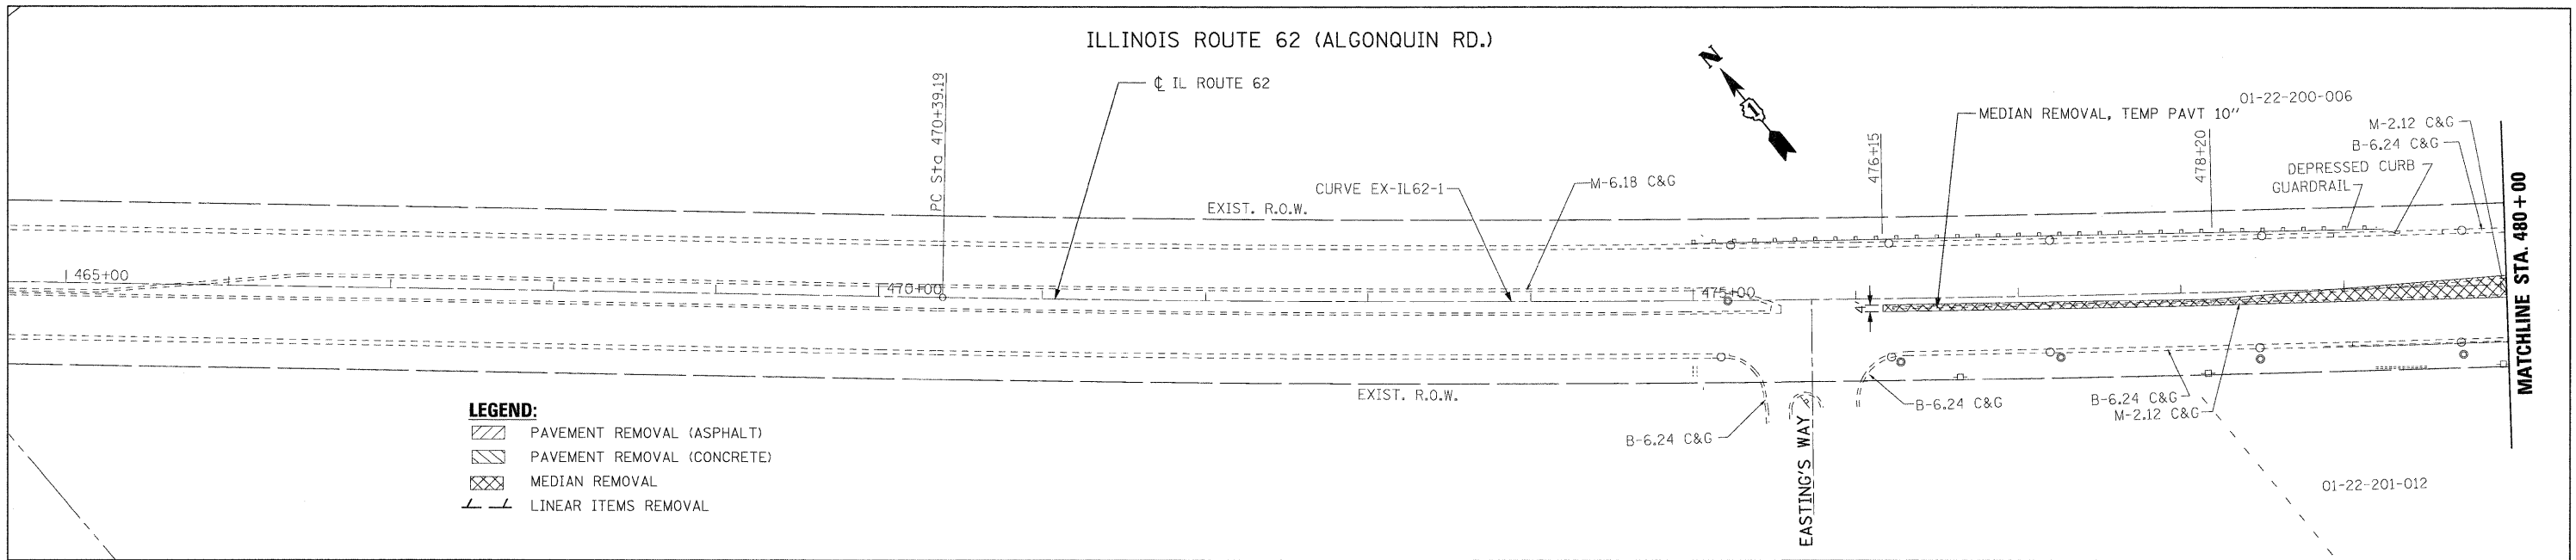 ILLINOIS ROUTE 62 (ALGONQUIN RD.)
℄ IL ROUTE 62
N
1
PC Sta 470+39.19
476+15
478+20
MEDIAN REMOVAL, TEMP PAVT 10"
01-22-200-006
M-2.12 C&G
B-6.24 C&G
DEPRESSED CURB
GUARDRAIL
CURVE EX-IL62-1
M-6.18 C&G
EXIST. R.O.W.
465+00
470+00
475+00
4'
MATCHLINE STA. 480+00
EXIST. R.O.W.
B-6.24 C&G
EASTING'S WAY
B-6.24 C&G
B-6.24 C&G
M-2.12 C&G
01-22-201-012
LEGEND:
PAVEMENT REMOVAL (ASPHALT)
PAVEMENT REMOVAL (CONCRETE)
MEDIAN REMOVAL
LINEAR ITEMS REMOVAL